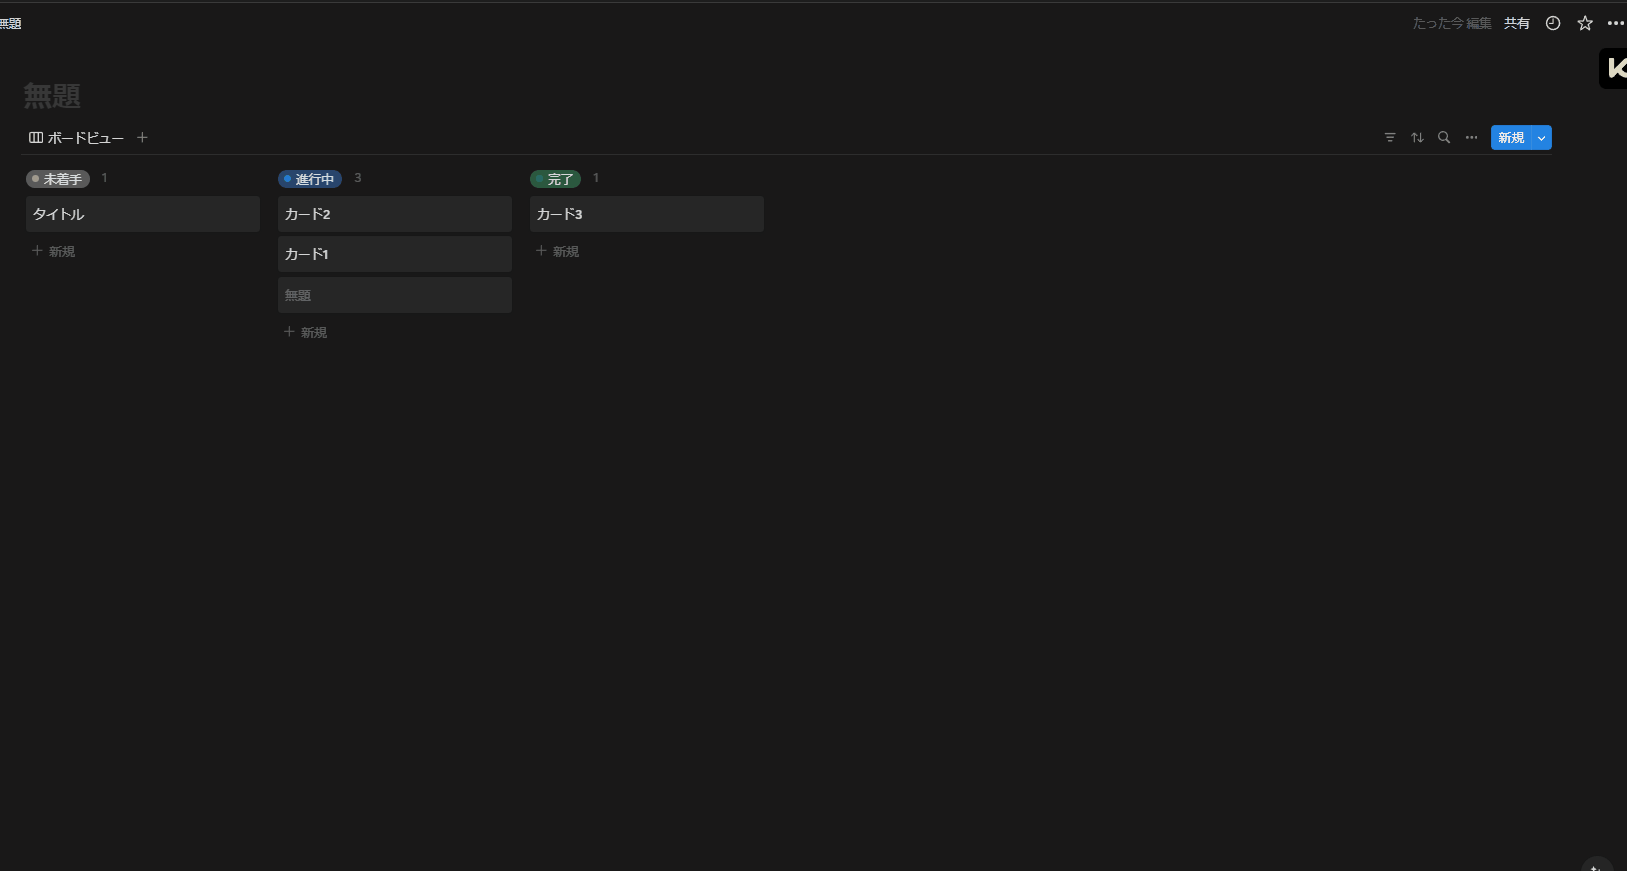 無題
たった今編集 共有
無題
ボードビュー
新規
未着手 1
進行中 3
完了 1
タイトル
カード2
カード3
新規
カード1
新規
無題
新規